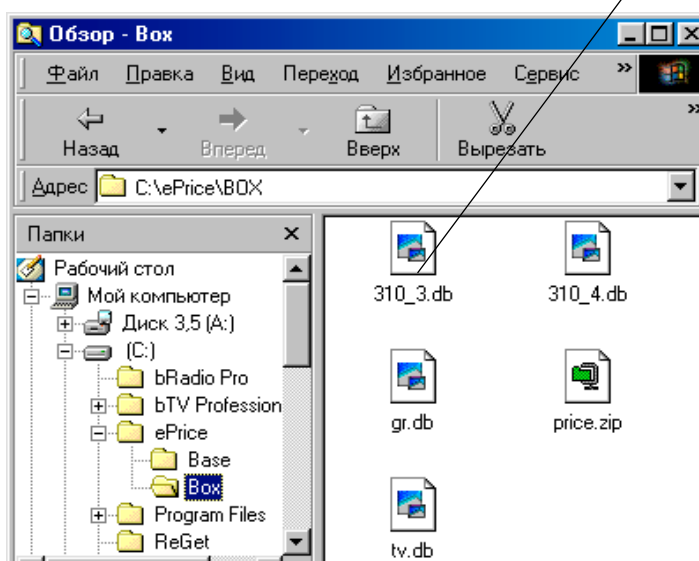 Обзор - Box
Файл Правка Вид Переход Избранное Сервис »
Назад Вперед Вверх Вырезать »
Адрес C:\ePrice\BOX
Папки
Рабочий стол
Мой компьютер
Диск 3,5 (A:)
(C:)
bRadio Pro
bTV Profession
ePrice
Base
Box
Program Files
ReGet
310_3.db 310_4.db
gr.db price.zip
tv.db